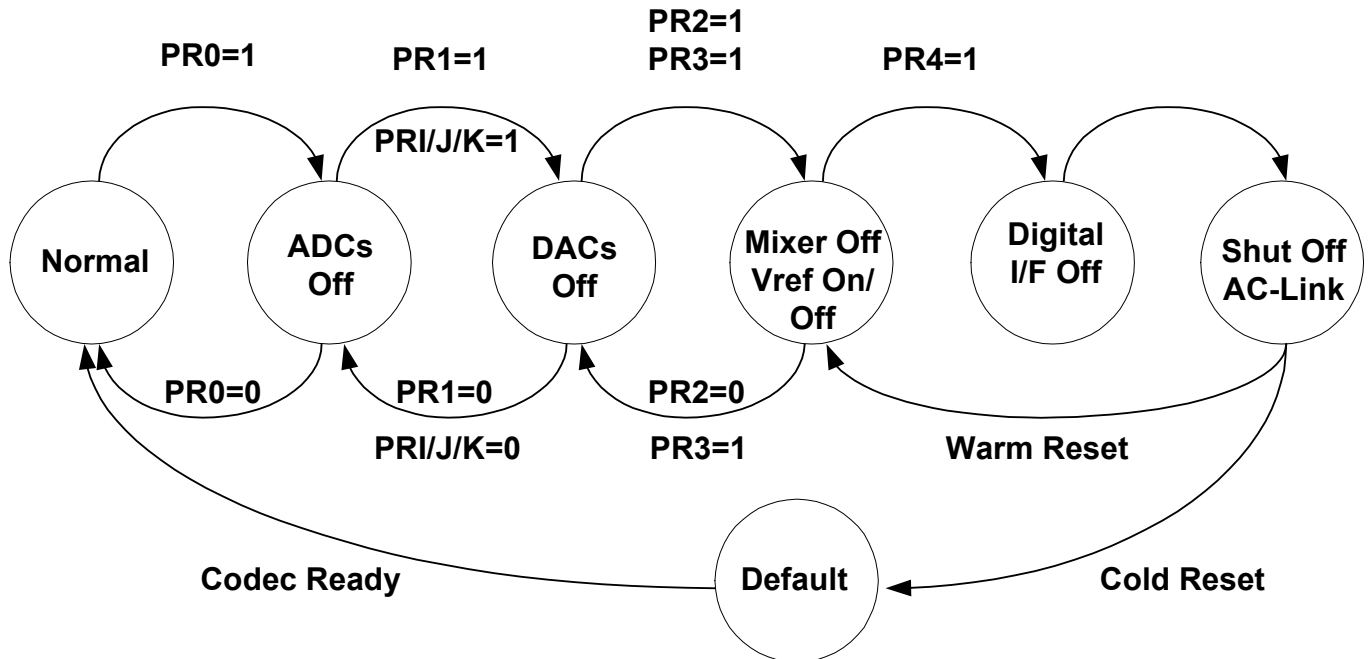 PR2=1
PR0=1
PR1=1
PR3=1
PR4=1
PRI/J/K=1
Normal
ADCs
Off
DACs
Off
Mixer Off
Vref On/
Off
Digital
I/F Off
Shut Off
AC-Link
PR0=0
PR1=0
PR2=0
PRI/J/K=0
PR3=1
Warm Reset
Codec Ready
Default
Cold Reset